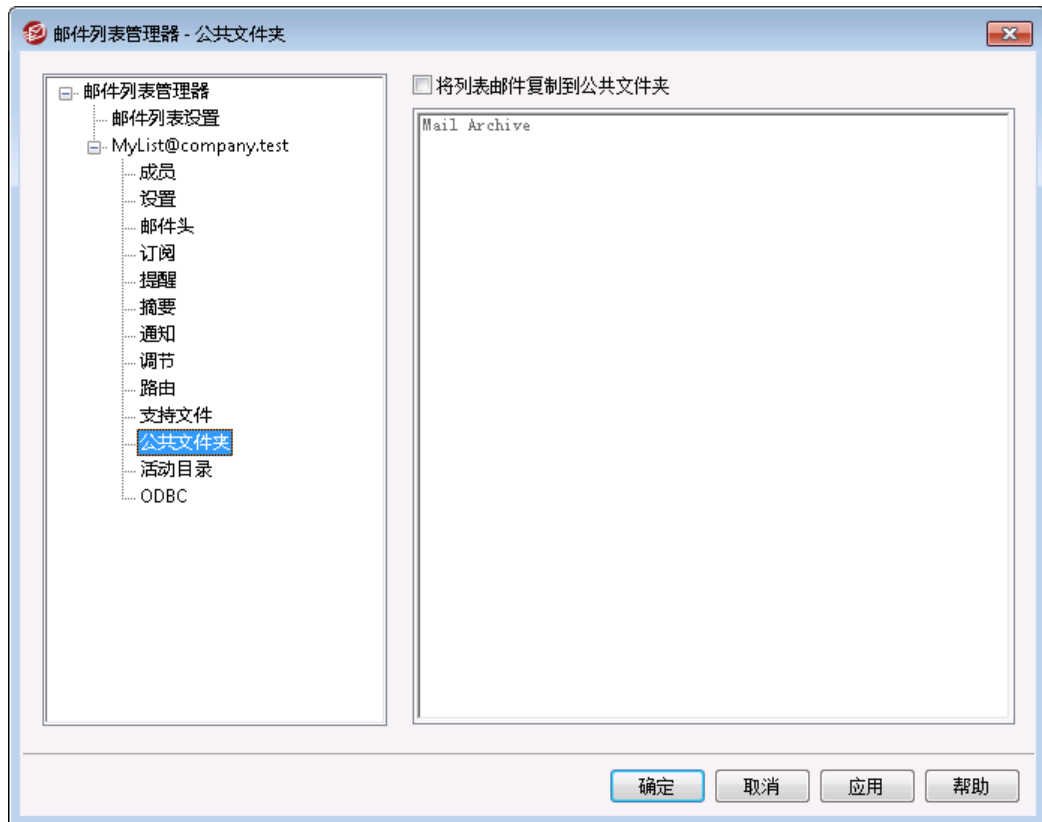 邮件列表管理器 - 公共文件夹
邮件列表管理器
邮件列表设置
MyList@company.test
成员
设置
邮件头
订阅
提醒
摘要
通知
调节
路由
支持文件
公共文件夹
活动目录
ODBC
将列表邮件复制到公共文件夹
Mail Archive
确定
取消
应用
帮助